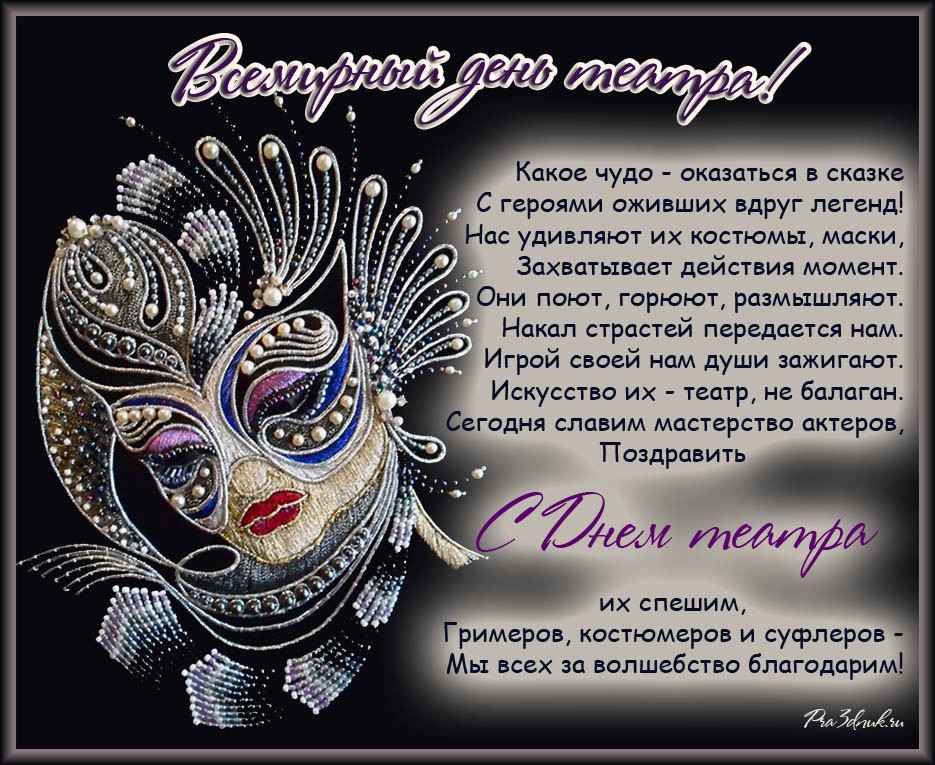 Всемирный день театра!
Какое чудо - оказаться в сказке
С героями оживших вдруг легенд!
Нас удивляют их костюмы, маски,
Захватывает действия момент.
Они поют, горюют, размышляют.
Накал страстей передается нам.
Игрой своей нам души зажигают.
Искусство их - театр, не балаган.
Сегодня славим мастерство актеров,
Поздравить
С Днем театра
их спешим,
Гримеров, костюмеров и суфлеров -
Мы всех за волшебство благодарим!
Pra3dnuk.ru